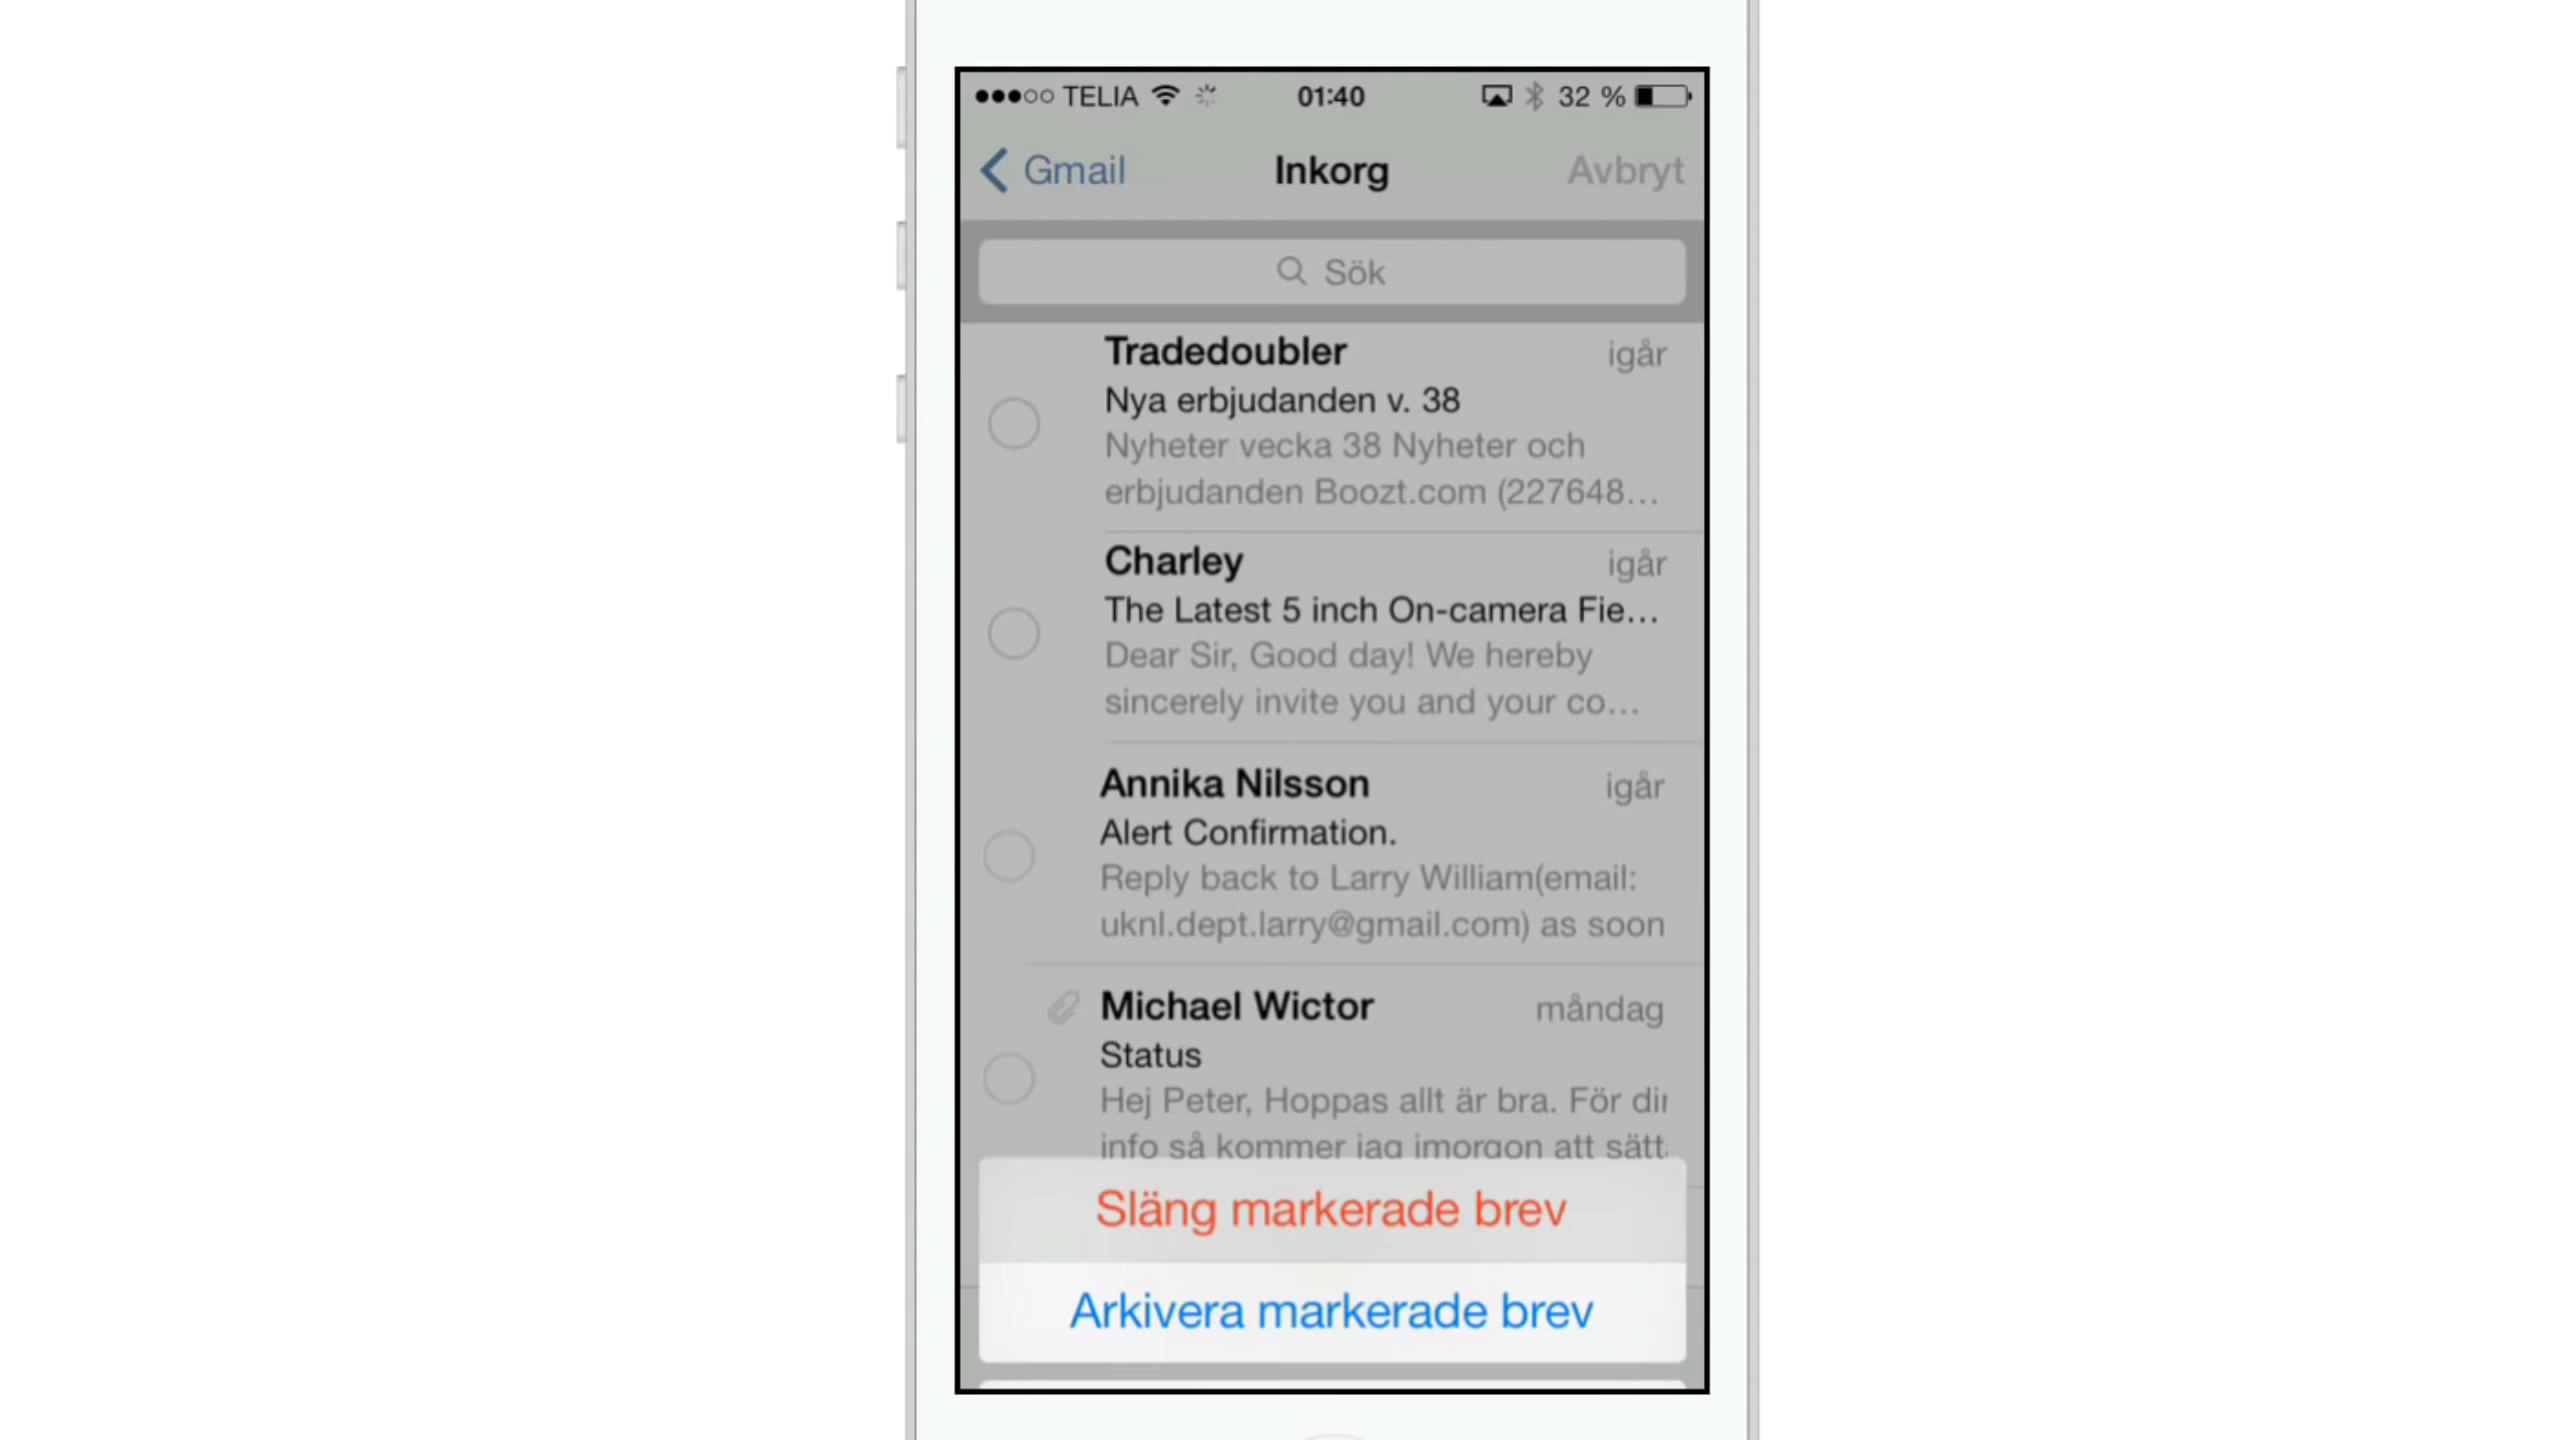 TELIA 01:40 32 %
Gmail Inkorg Avbryt
Sök
Tradedoubler igår
Nya erbjudanden v. 38
Nyheter vecka 38 Nyheter och
erbjudanden Boozt.com (227648...
Charley igår
The Latest 5 inch On-camera Fie...
Dear Sir, Good day! We hereby
sincerely invite you and your co...
Annika Nilsson igår
Alert Confirmation.
Reply back to Larry William(email:
uknl.dept.larry@gmail.com) as soon
Michael Wictor måndag
Status
Hej Peter, Hoppas allt är bra. För din
info så kommer jag imorgon att sätt
Släng markerade brev
Arkivera markerade brev